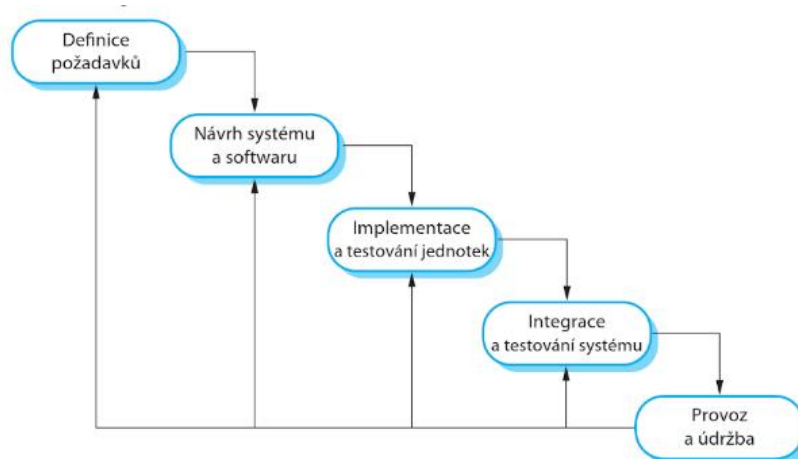 Definice
požadavků
Návrh systému
a softwaru
Implementace
a testování jednotek
Integrace
a testování systému
Provoz
a údržba